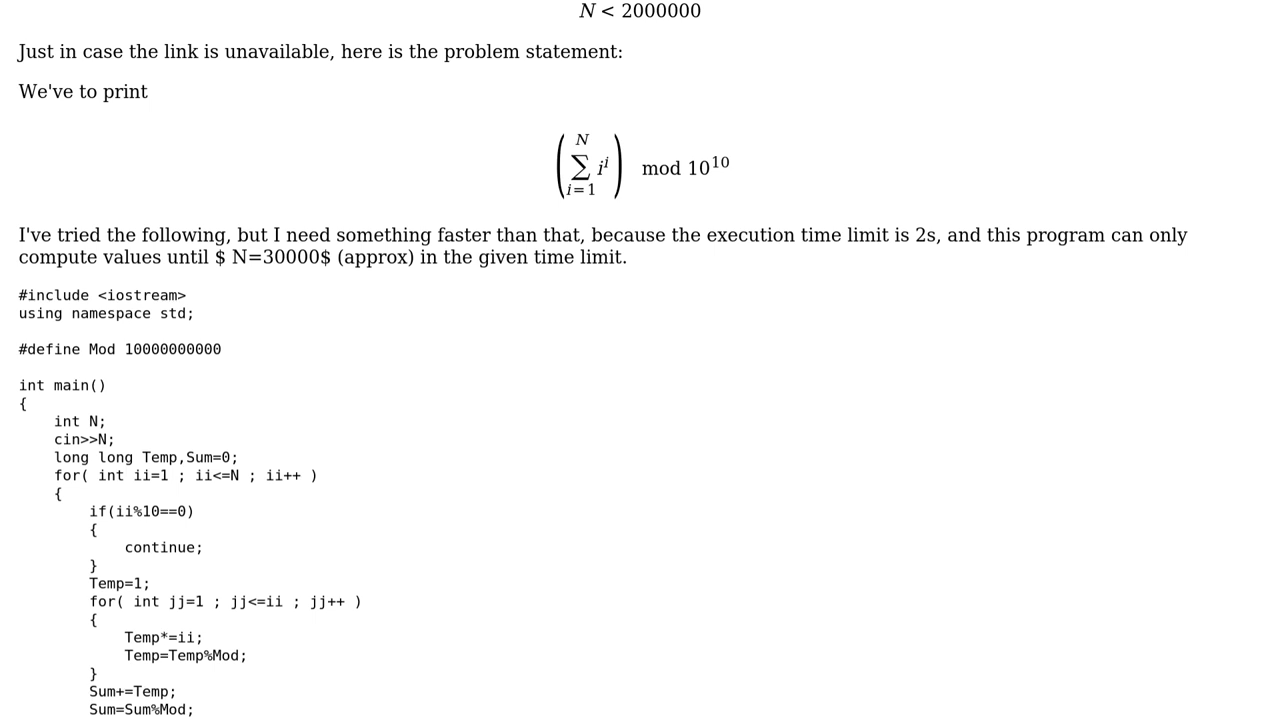 N < 2000000
Just in case the link is unavailable, here is the problem statement:
We've to print
(∑_{i=1}^{N} i^i) mod 10^{10}
I've tried the following, but I need something faster than that, because the execution time limit is 2s, and this program can only
compute values until $ N=30000$ (approx) in the given time limit.
#include <iostream>
using namespace std;
#define Mod 10000000000
int main()
{
    int N;
    cin>>N;
    long long Temp,Sum=0;
    for( int ii=1 ; ii<=N ; ii++ )
    {
        if(ii%10==0)
        {
            continue;
        }
        Temp=1;
        for( int jj=1 ; jj<=ii ; jj++ )
        {
            Temp*=ii;
            Temp=Temp%Mod;
        }
        Sum+=Temp;
        Sum=Sum%Mod;